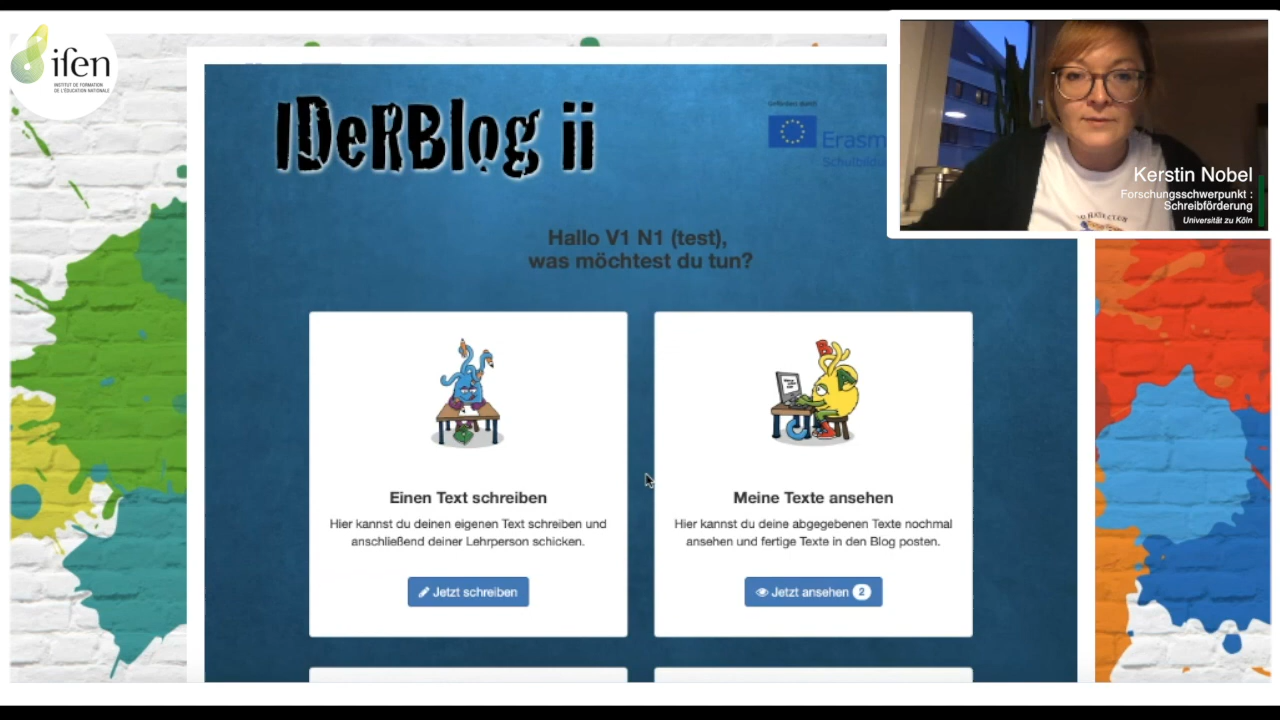 ifen
INSTITUT DE FORMATION
DE L'ÉDUCATION NATIONALE
IDeRBlog ii
Gefördert durch
Erasm
Schulbildu
Kerstin Nobel
Forschungsschwerpunkt :
Schreibförderung
Universität zu Köln
Hallo V1 N1 (test),
was möchtest du tun?
Einen Text schreiben
Hier kannst du deinen eigenen Text schreiben und
anschließend deiner Lehrperson schicken.
Jetzt schreiben
Meine Texte ansehen
Hier kannst du deine abgegebenen Texte nochmal
ansehen und fertige Texte in den Blog posten.
Jetzt ansehen 2